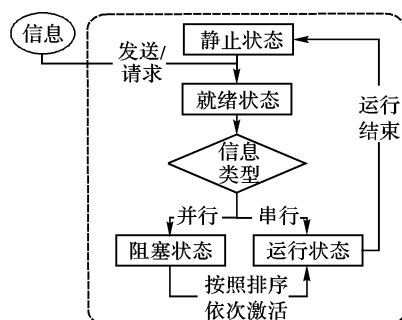 信息
静止状态
发送/
请求
就绪状态
运行
结束
信息
类型
并行
串行
阻塞状态
运行状态
按照排序
依次激活